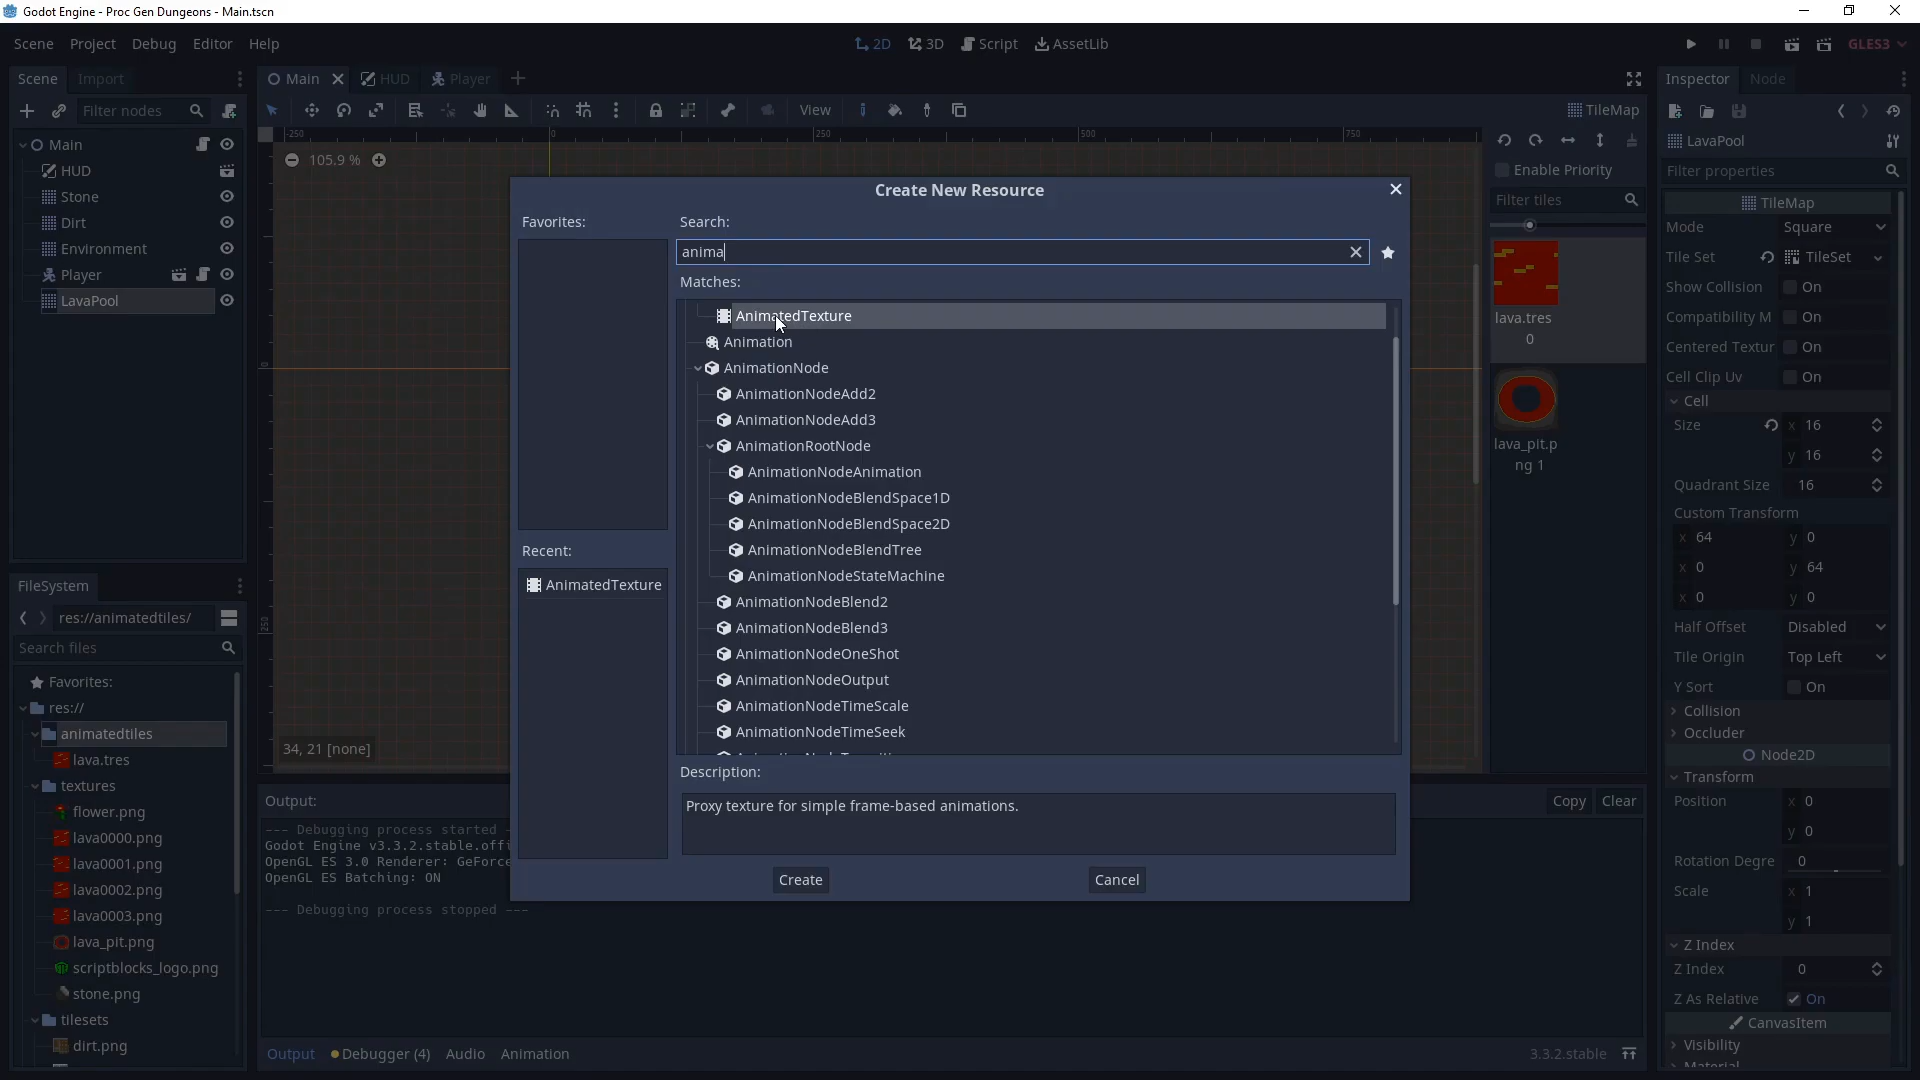 Godot Engine - Proc Gen Dungeons - Main.tscn
Scene Project Debug Editor Help
2D 3D Script AssetLib
GLES3
Scene Import
Main HUD Player
Inspector Node
Filter nodes
View
TileMap
-250 0 250 500 750
Main
HUD
Stone
Dirt
Environment
Player
LavaPool
105.9 %
0
250
34, 21 [none]
Create New Resource
Favorites:
Search:
anima
Matches:
AnimatedTexture
Animation
AnimationNode
AnimationNodeAdd2
AnimationNodeAdd3
AnimationRootNode
AnimationNodeAnimation
AnimationNodeBlendSpace1D
AnimationNodeBlendSpace2D
AnimationNodeBlendTree
AnimationNodeStateMachine
AnimationNodeBlend2
AnimationNodeBlend3
AnimationNodeOneShot
AnimationNodeOutput
AnimationNodeTimeScale
AnimationNodeTimeSeek
Recent:
AnimatedTexture
Description:
Proxy texture for simple frame-based animations.
Create Cancel
Enable Priority
Filter tiles
lava.tres
0
lava_pit.p
ng 1
LavaPool
Filter properties
TileMap
Mode Square
Tile Set TileSet
Show Collision On
Compatibility M On
Centered Textur On
Cell Clip Uv On
Cell
Size x 16
y 16
Quadrant Size 16
Custom Transform
x 64 y 0
x 0 y 64
x 0 y 0
Half Offset Disabled
Tile Origin Top Left
Y Sort On
Collision
Occluder
Node2D
Transform
Position x 0
y 0
Rotation Degre 0
Scale x 1
y 1
Z Index
Z Index 0
Z As Relative On
CanvasItem
Visibility
Material
FileSystem
res://animatedtiles/
Search files
Favorites:
res://
animatedtiles
lava.tres
textures
flower.png
lava0000.png
lava0001.png
lava0002.png
lava0003.png
lava_pit.png
scriptblocks_logo.png
stone.png
tilesets
dirt.png
Output:
Copy Clear
--- Debugging process started
Godot Engine v3.3.2.stable.offi
OpenGL ES 3.0 Renderer: GeForce
OpenGL ES Batching: ON
--- Debugging process stopped ---
Output Debugger (4) Audio Animation
3.3.2.stable